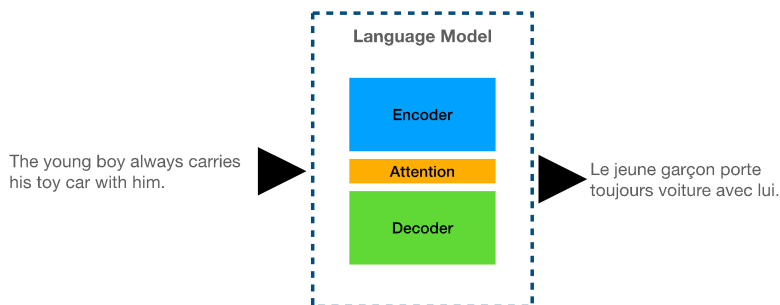 Language Model
Encoder
The young boy always carries
his toy car with him.
Attention
Le jeune garçon porte
toujours voiture avec lui.
Decoder